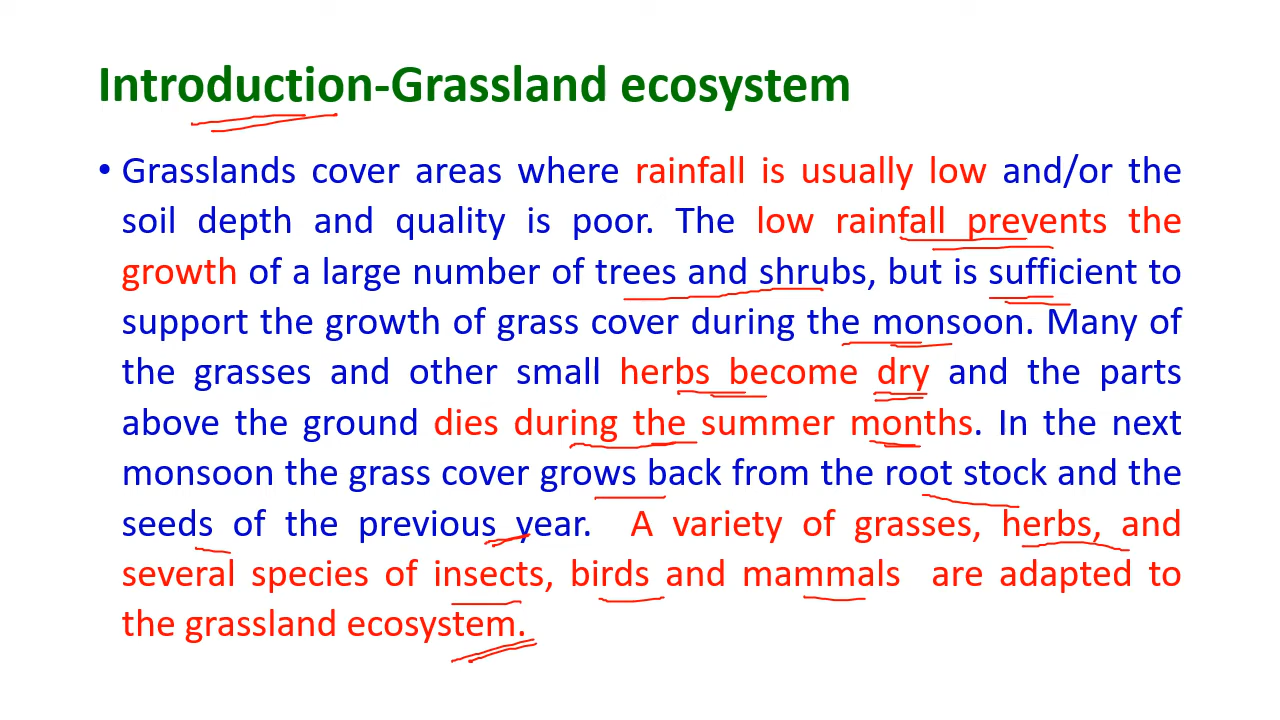 Introduction-Grassland ecosystem
• Grasslands cover areas where rainfall is usually low and/or the
soil depth and quality is poor. The low rainfall prevents the
growth of a large number of trees and shrubs, but is sufficient to
support the growth of grass cover during the monsoon. Many of
the grasses and other small herbs become dry and the parts
above the ground dies during the summer months. In the next
monsoon the grass cover grows back from the root stock and the
seeds of the previous year. A variety of grasses, herbs, and
several species of insects, birds and mammals are adapted to
the grassland ecosystem.